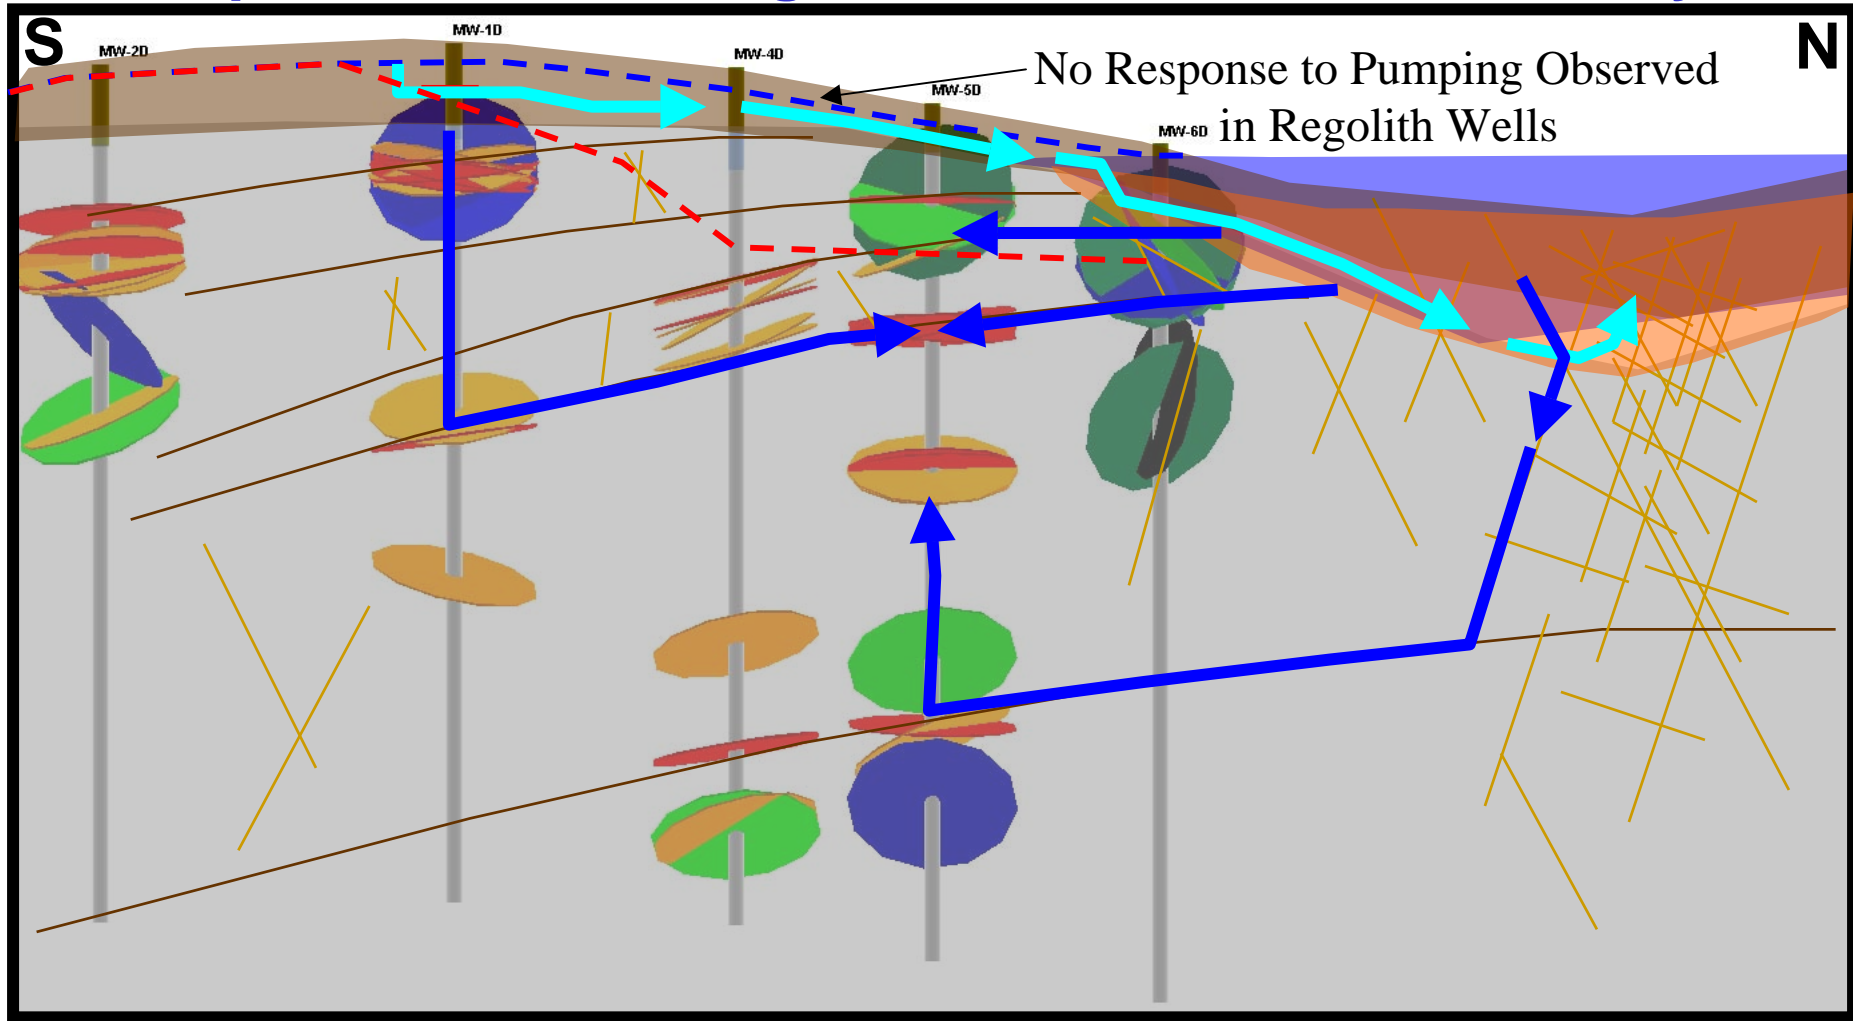 S
N
MW-2D
MW-1D
MW-4D
MW-5D
MW-6D
No Response to Pumping Observed
in Regolith Wells